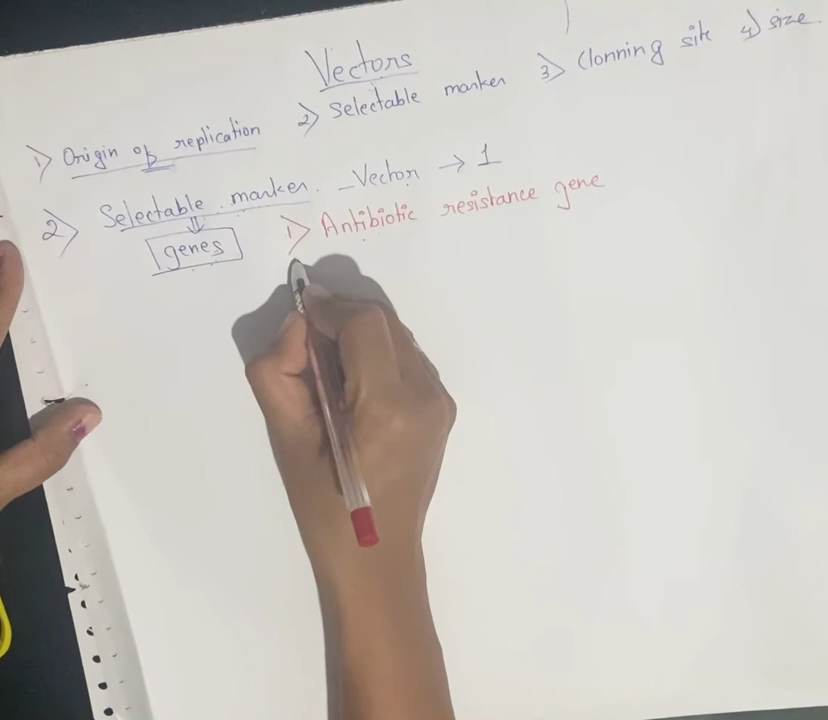 Vectors
1) Origin of replication 2) Selectable marker 3) Clonning site 4) size
2) Selectable marker. - Vector → 1
⇓
genes
1) Antibiotic resistance gene